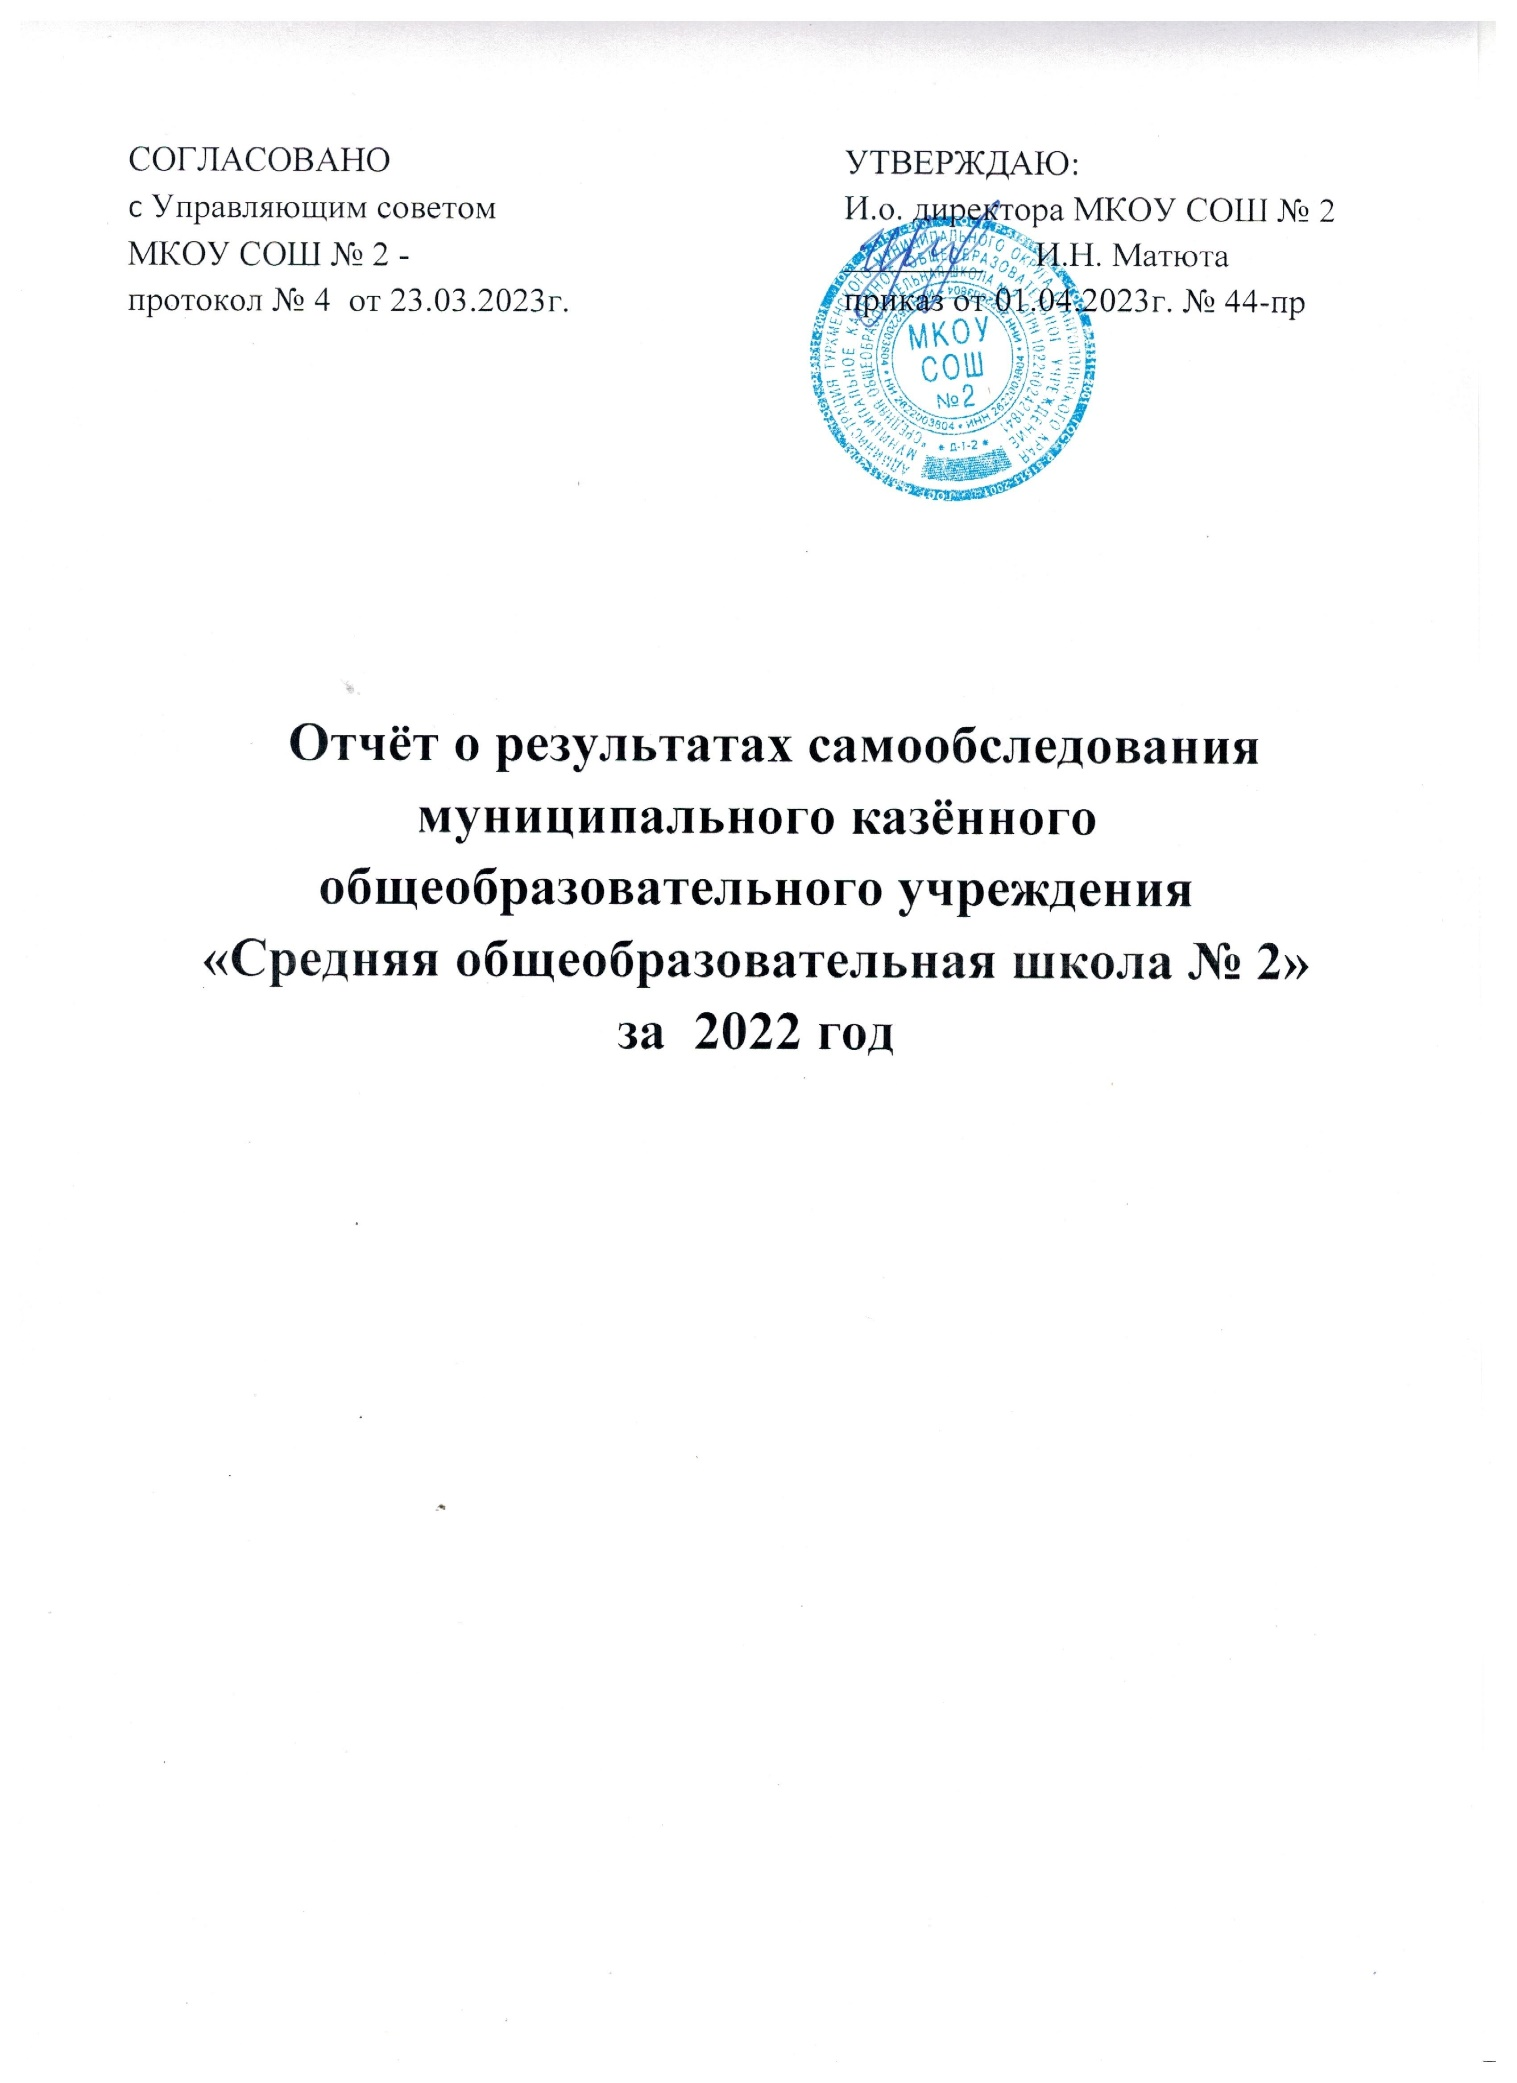 СОГЛАСОВАНО
с Управляющим советом
МКОУ СОШ № 2 -
протокол № 4 от 23.03.2023г.
УТВЕРЖДАЮ:
И.о. директора МКОУ СОШ № 2
И.Н. Матюта
приказ от 01.04.2023г. № 44-пр
МКОУ
СОШ
№2
* Д-1-2 *
Отчёт о результатах самообследования
муниципального казённого
общеобразовательного учреждения
«Средняя общеобразовательная школа № 2»
за 2022 год